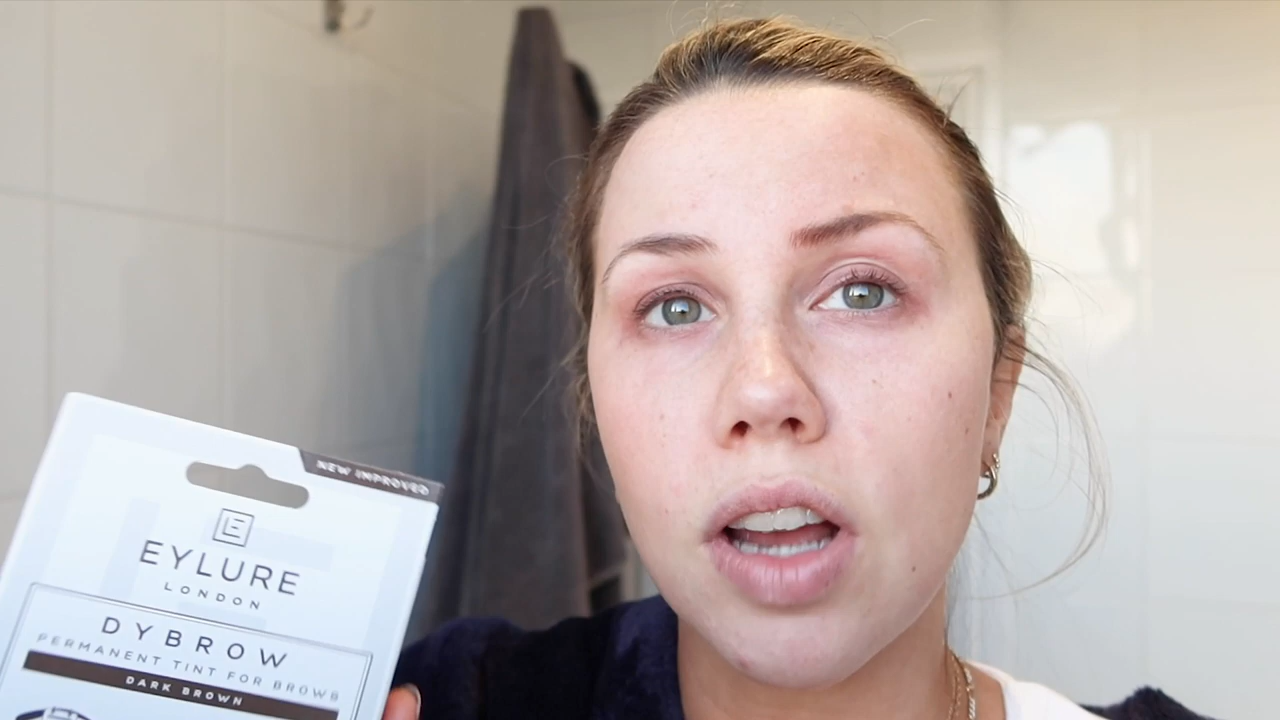 NEW IMPROVED
E
EYLURE
LONDON
DYBROW
PERMANENT TINT FOR BROWS
DARK BROWN